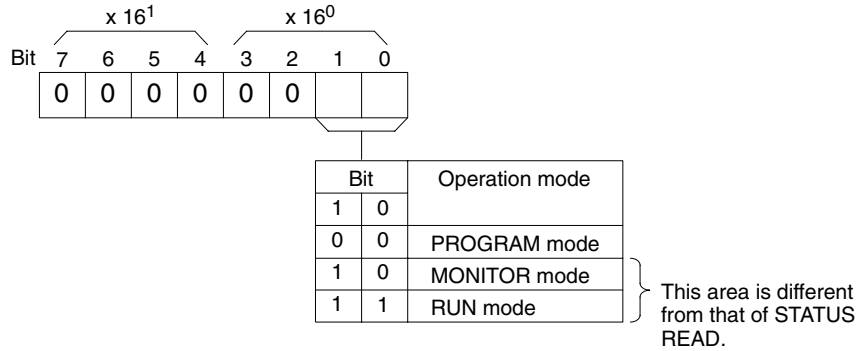 x 16¹ x 16⁰
Bit 7 6 5 4 3 2 1 0
0 0 0 0 0 0
Bit Operation mode
1 0
0 0 PROGRAM mode
1 0 MONITOR mode
1 1 RUN mode
This area is different
from that of STATUS
READ.